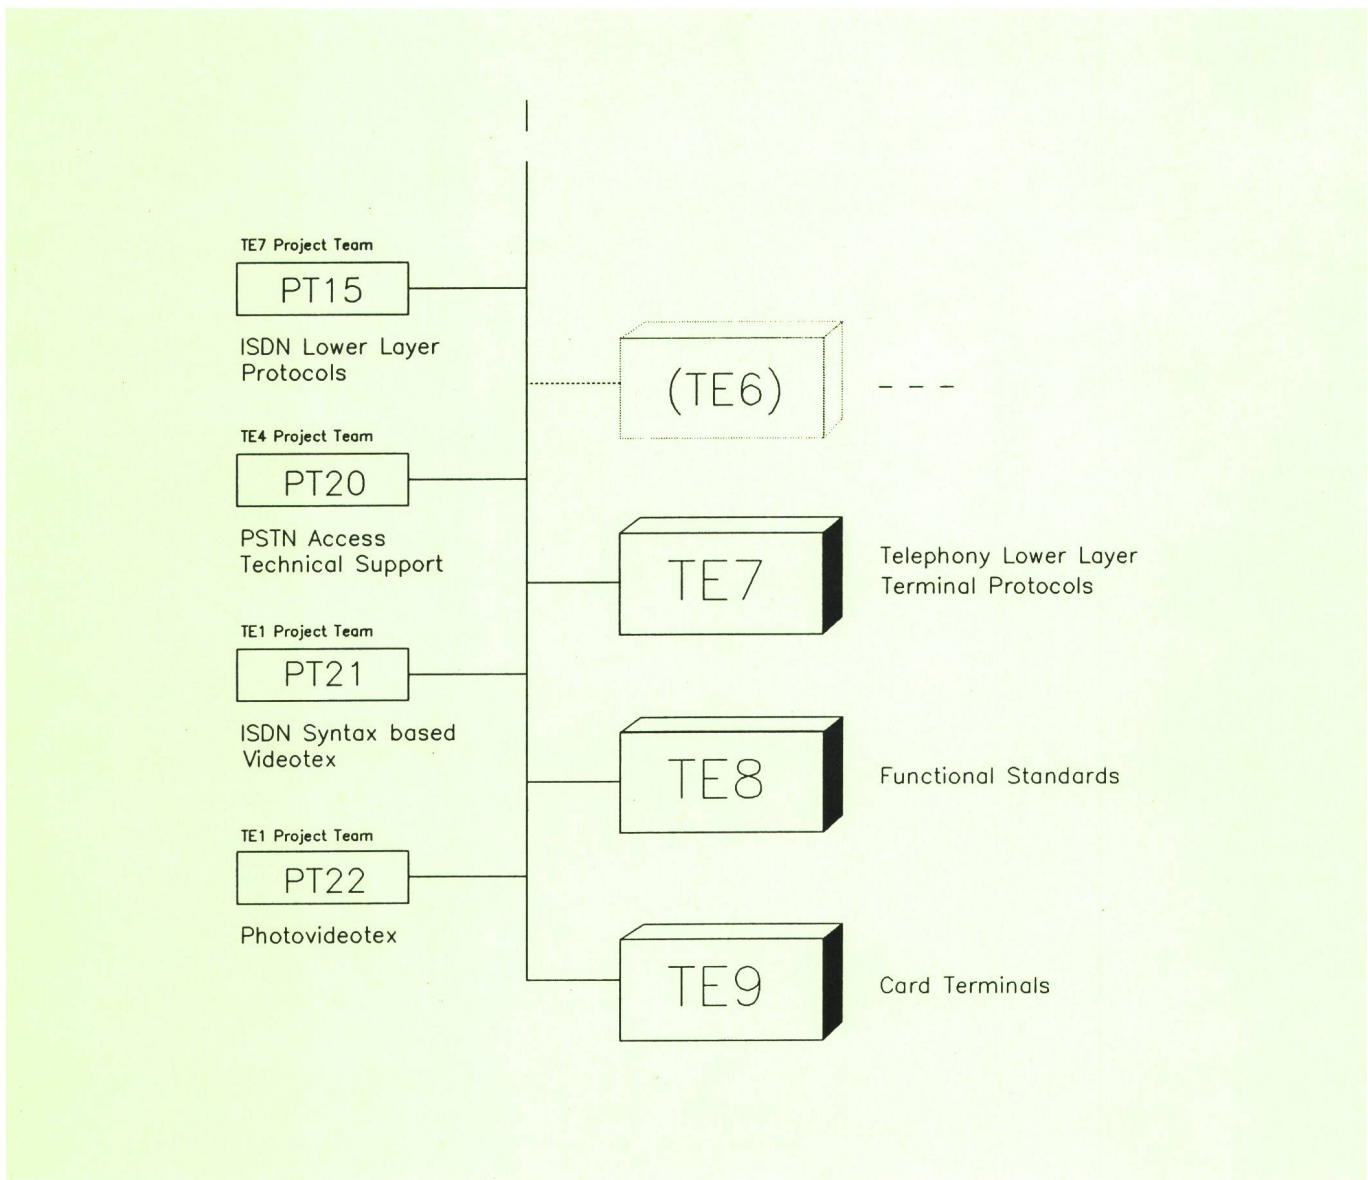 TE7 Project Team
PT15
ISDN Lower Layer
Protocols
TE4 Project Team
PT20
PSTN Access
Technical Support
TE1 Project Team
PT21
ISDN Syntax based
Videotex
TE1 Project Team
PT22
Photovideotex
(TE6)
– – –
TE7
Telephony Lower Layer
Terminal Protocols
TE8
Functional Standards
TE9
Card Terminals